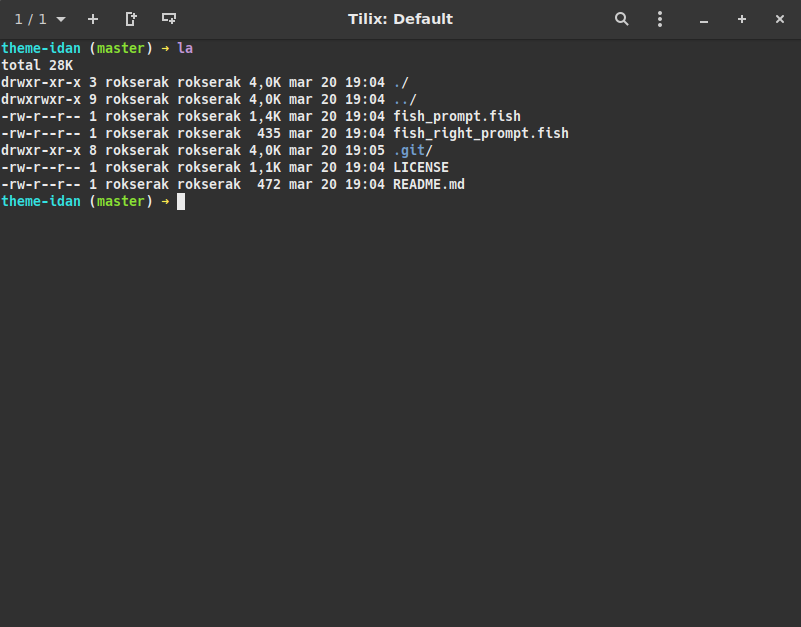 1 / 1
Tilix: Default
theme-idan (master) ➜ la
total 28K
drwxr-xr-x 3 rokserak rokserak 4,0K mar 20 19:04 ./
drwxrwxr-x 9 rokserak rokserak 4,0K mar 20 19:04 ../
-rw-r--r-- 1 rokserak rokserak 1,4K mar 20 19:04 fish_prompt.fish
-rw-r--r-- 1 rokserak rokserak  435 mar 20 19:04 fish_right_prompt.fish
drwxr-xr-x 8 rokserak rokserak 4,0K mar 20 19:05 .git/
-rw-r--r-- 1 rokserak rokserak 1,1K mar 20 19:04 LICENSE
-rw-r--r-- 1 rokserak rokserak  472 mar 20 19:04 README.md
theme-idan (master) ➜